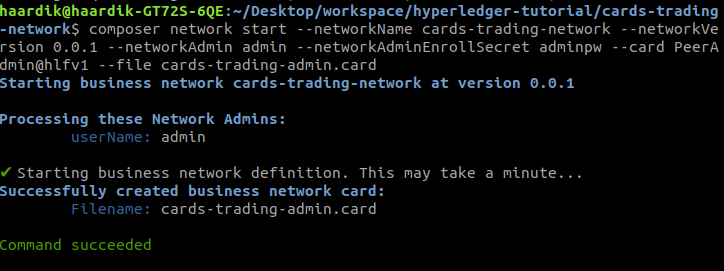 haardik@haardik-GT72S-6QE:~/Desktop/workspace/hyperledger-tutorial/cards-trading
-network$ composer network start --networkName cards-trading-network --networkVe
rsion 0.0.1 --networkAdmin admin --networkAdminEnrollSecret adminpw --card PeerA
dmin@hlfv1 --file cards-trading-admin.card
Starting business network cards-trading-network at version 0.0.1
Processing these Network Admins:
userName: admin
✔ Starting business network definition. This may take a minute...
Successfully created business network card:
Filename: cards-trading-admin.card
Command succeeded